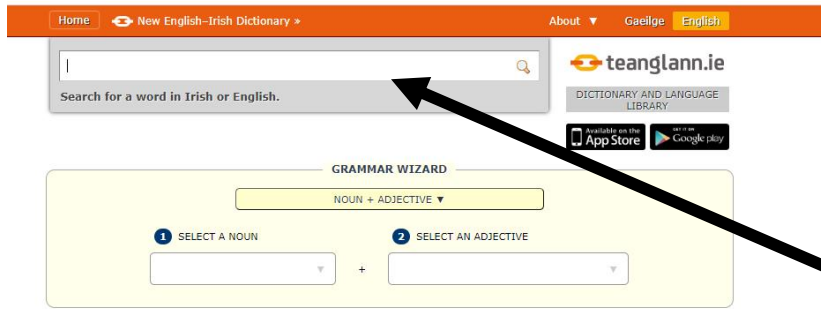 Home New English–Irish Dictionary » About ▼ Gaeilge English
teanglann.ie
Search for a word in Irish or English.
DICTIONARY AND LANGUAGE
LIBRARY
Available on the App Store GET IT ON Google play
GRAMMAR WIZARD
NOUN + ADJECTIVE ▼
1 SELECT A NOUN 2 SELECT AN ADJECTIVE
+